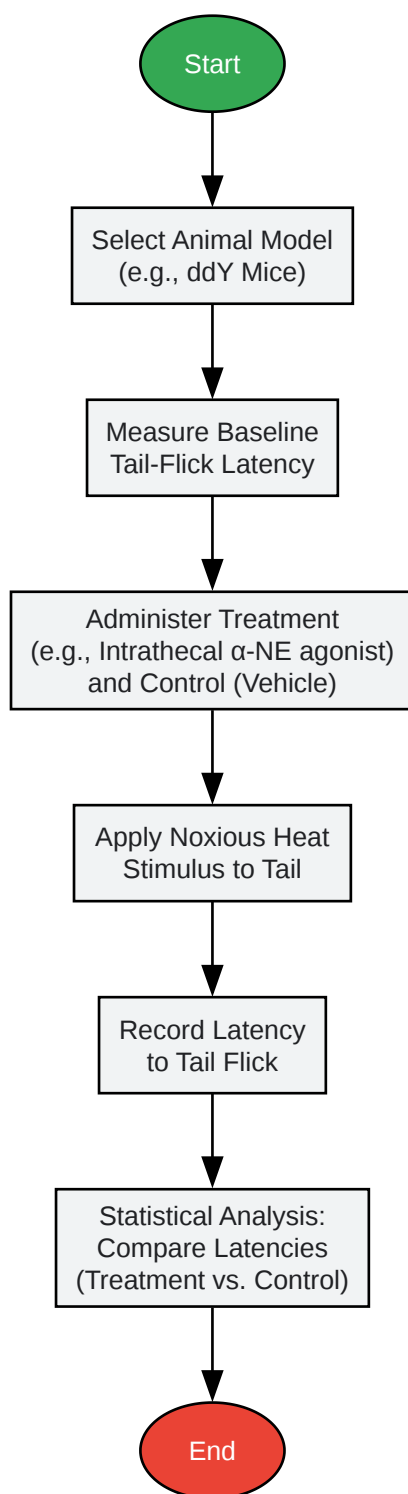 Start
Select Animal Model
(e.g., ddY Mice)
Measure Baseline
Tail-Flick Latency
Administer Treatment
(e.g., Intrathecal α-NE agonist)
and Control (Vehicle)
Apply Noxious Heat
Stimulus to Tail
Record Latency
to Tail Flick
Statistical Analysis:
Compare Latencies
(Treatment vs. Control)
End